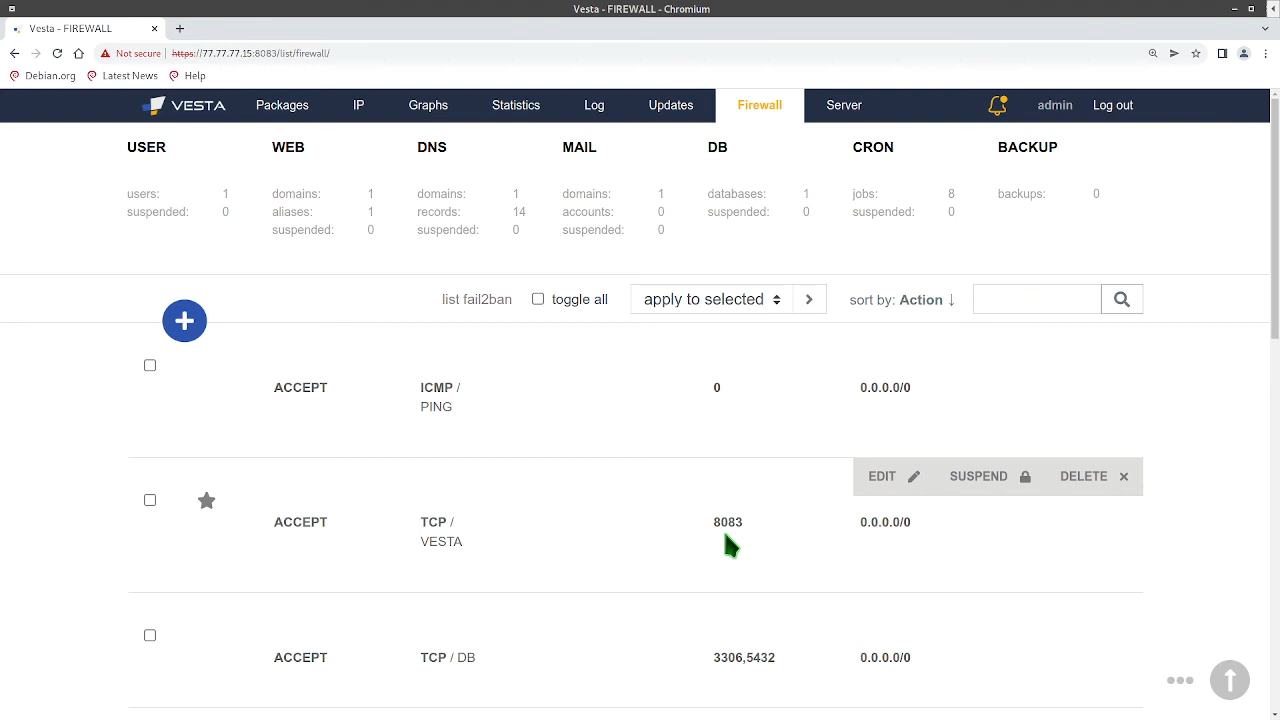 Vesta - FIREWALL - Chromium
Vesta - FIREWALL
Not secure https://77.77.77.15:8083/list/firewall/
Debian.org Latest News Help
VESTA Packages IP Graphs Statistics Log Updates Firewall Server admin Log out
USER WEB DNS MAIL DB CRON BACKUP
users: 1 domains: 1 domains: 1 domains: 1 databases: 1 jobs: 8 backups: 0
suspended: 0 aliases: 1 records: 14 accounts: 0 suspended: 0 suspended: 0
suspended: 0 suspended: 0 suspended: 0
list fail2ban toggle all apply to selected sort by: Action ↓
ACCEPT ICMP / 0 0.0.0.0/0
PING
EDIT SUSPEND DELETE
ACCEPT TCP / 8083 0.0.0.0/0
VESTA
ACCEPT TCP / DB 3306,5432 0.0.0.0/0